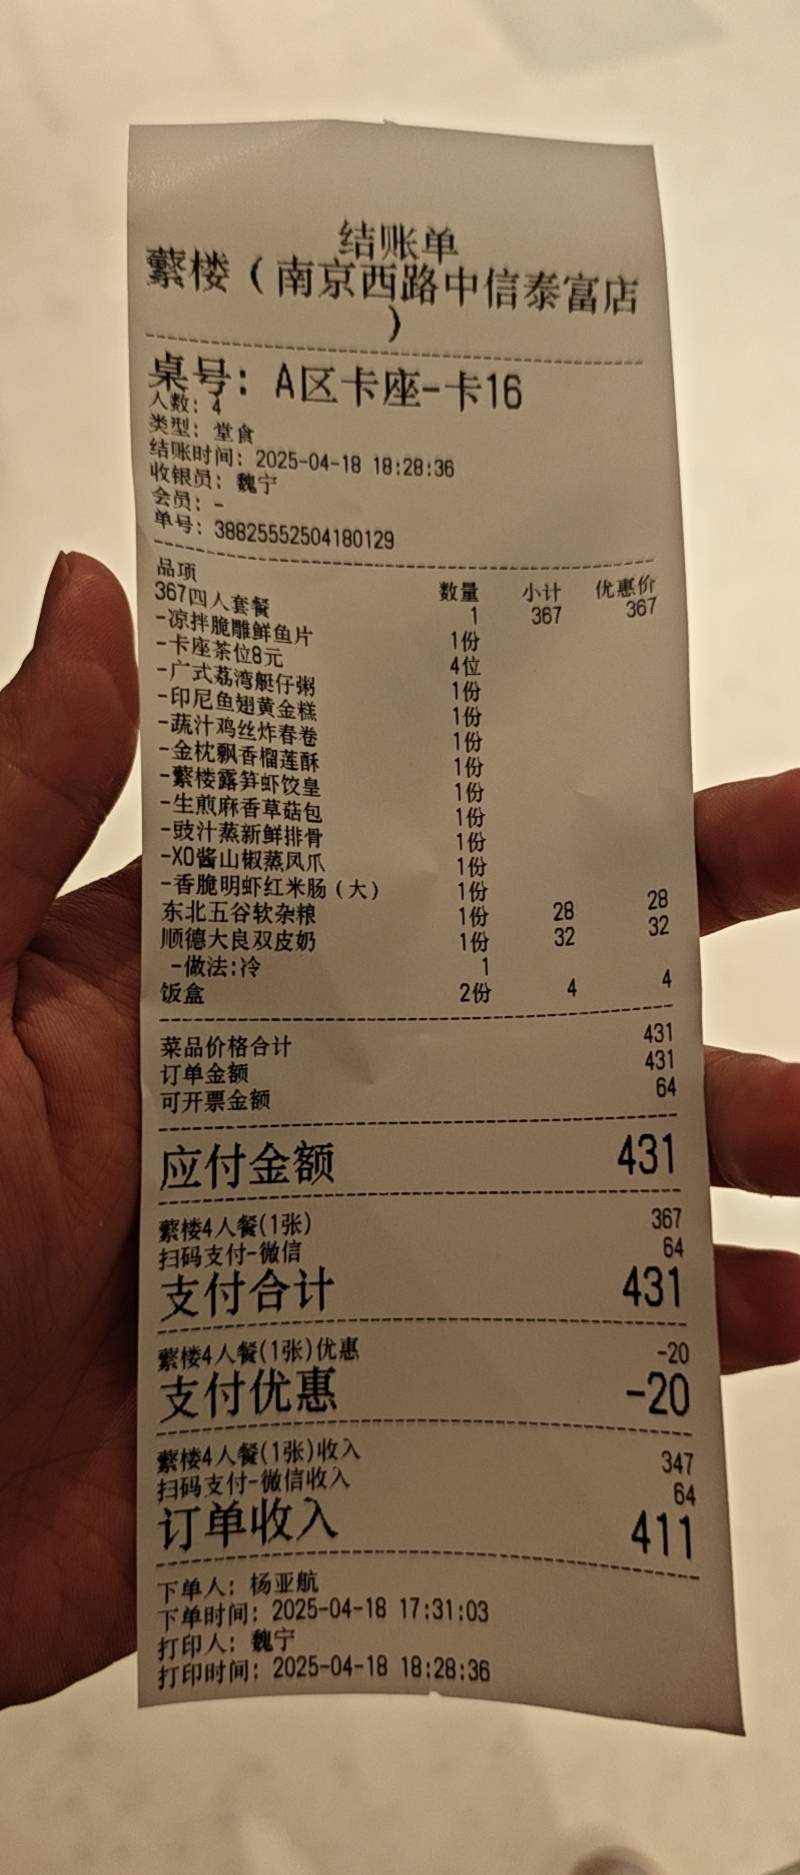 结账单
蘩楼（南京西路中信泰富店
）
桌号：A区卡座-卡16
人数：4
类型：堂食
结账时间：2025-04-18 18:28:36
收银员：魏宁
会员：-
单号：388255552504180129
品项 数量 小计 优惠价
367四人套餐 1 367 367
-凉拌脆雕鲜鱼片 1份
-卡座茶位8元 4位
-广式荔湾艇仔粥 1份
-印尼鱼翅黄金糕 1份
-蔬汁鸡丝炸春卷 1份
-金枕飘香榴莲酥 1份
-蘩楼露笋虾饺皇 1份
-生煎麻香草菇包 1份
-豉汁蒸新鲜排骨 1份
-XO酱山椒蒸凤爪 1份
-香脆明虾红米肠（大） 1份
东北五谷软杂粮 1份 28 28
顺德大良双皮奶 1份 32 32
-做法:冷 1
饭盒 2份 4 4
菜品价格合计 431
订单金额 431
可开票金额 64
应付金额 431
蘩楼4人餐(1张) 367
扫码支付-微信 64
支付合计 431
蘩楼4人餐(1张)优惠 -20
支付优惠 -20
蘩楼4人餐(1张)收入 347
扫码支付-微信收入 64
订单收入 411
下单人：杨亚航
下单时间：2025-04-18 17:31:03
打印人：魏宁
打印时间：2025-04-18 18:28:36